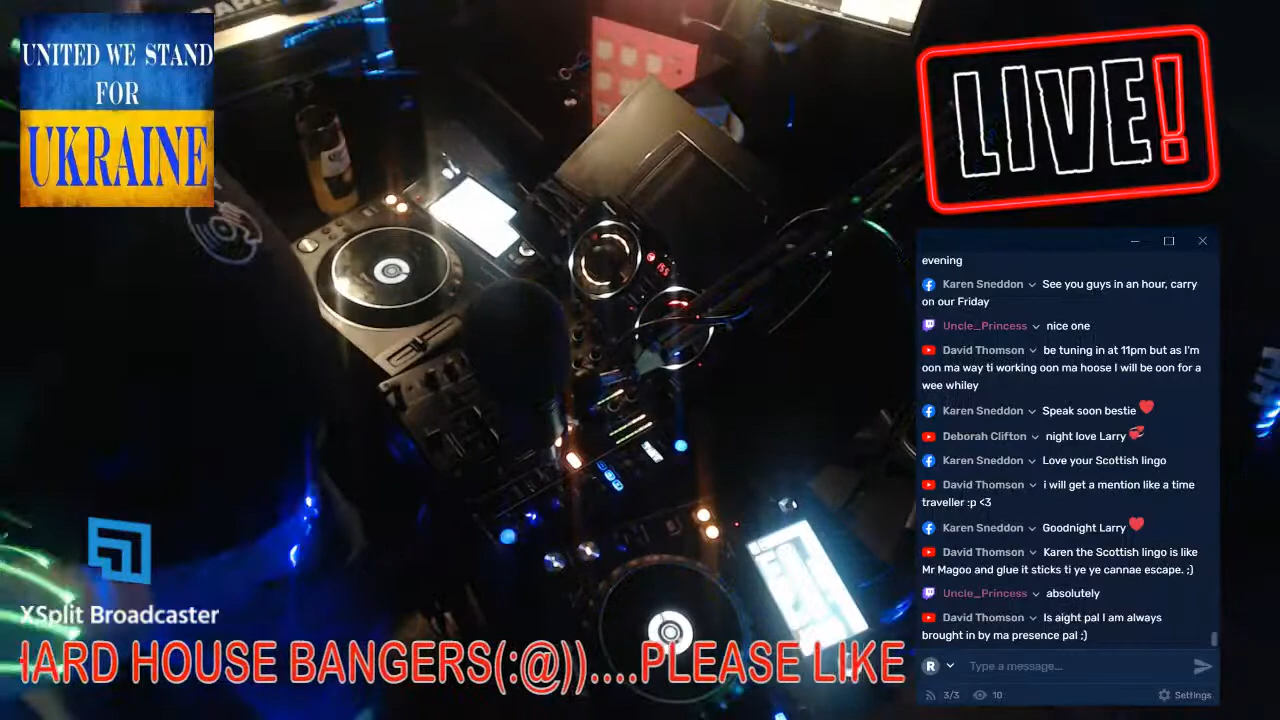 UNITED WE STAND
FOR
UKRAINE
LIVE!
evening
Karen Sneddon See you guys in an hour, carry
on our Friday
Uncle_Princess nice one
David Thomson be tuning in at 11pm but as I'm
oon ma way ti working oon ma hoose I will be oon for a
wee whiley
Karen Sneddon Speak soon bestie ❤️
Deborah Clifton night love Larry 💞
Karen Sneddon Love your Scottish lingo
David Thomson i will get a mention like a time
traveller :p <3
Karen Sneddon Goodnight Larry ❤️
David Thomson Karen the Scottish lingo is like
Mr Magoo and glue it sticks ti ye ye cannae escape. ;)
Uncle_Princess absolutely
David Thomson Is aight pal I am always
brought in by ma presence pal ;)
R Type a message...
3/3 10 Settings
XSplit Broadcaster
HARD HOUSE BANGERS(:@))....PLEASE LIKE